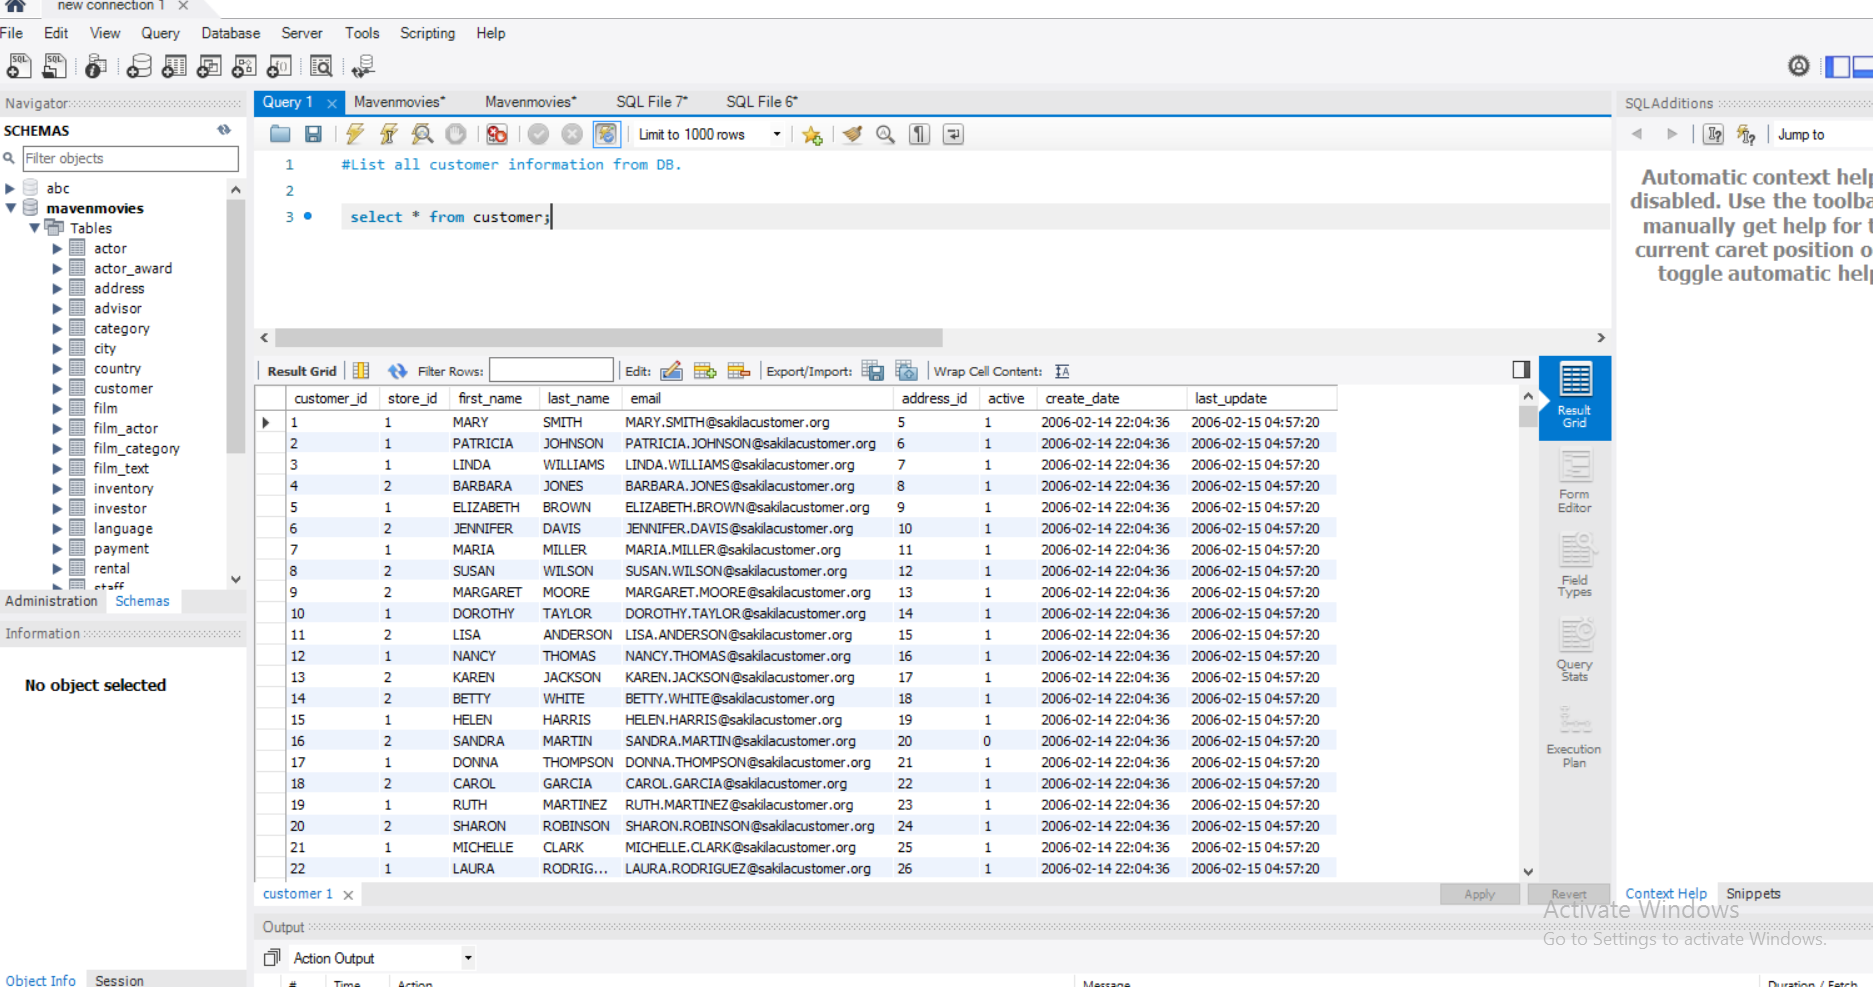 new connection 1 ×
File Edit View Query Database Server Tools Scripting Help
Navigator
SCHEMAS
Filter objects
abc
mavenmovies
Tables
actor
actor_award
address
advisor
category
city
country
customer
film
film_actor
film_category
film_text
inventory
investor
language
payment
rental
staff
Administration Schemas
Information
No object selected
Object Info Session
Query 1 × Mavenmovies* Mavenmovies* SQL File 7* SQL File 6*
Limit to 1000 rows
1 #List all customer information from DB.
2
3 select * from customer;
Result Grid Filter Rows: Edit: Export/Import: Wrap Cell Content:
customer_id store_id first_name last_name email address_id active create_date last_update
1 1 MARY SMITH MARY.SMITH@sakilacustomer.org 5 1 2006-02-14 22:04:36 2006-02-15 04:57:20
2 1 PATRICIA JOHNSON PATRICIA.JOHNSON@sakilacustomer.org 6 1 2006-02-14 22:04:36 2006-02-15 04:57:20
3 1 LINDA WILLIAMS LINDA.WILLIAMS@sakilacustomer.org 7 1 2006-02-14 22:04:36 2006-02-15 04:57:20
4 2 BARBARA JONES BARBARA.JONES@sakilacustomer.org 8 1 2006-02-14 22:04:36 2006-02-15 04:57:20
5 1 ELIZABETH BROWN ELIZABETH.BROWN@sakilacustomer.org 9 1 2006-02-14 22:04:36 2006-02-15 04:57:20
6 2 JENNIFER DAVIS JENNIFER.DAVIS@sakilacustomer.org 10 1 2006-02-14 22:04:36 2006-02-15 04:57:20
7 1 MARIA MILLER MARIA.MILLER@sakilacustomer.org 11 1 2006-02-14 22:04:36 2006-02-15 04:57:20
8 2 SUSAN WILSON SUSAN.WILSON@sakilacustomer.org 12 1 2006-02-14 22:04:36 2006-02-15 04:57:20
9 2 MARGARET MOORE MARGARET.MOORE@sakilacustomer.org 13 1 2006-02-14 22:04:36 2006-02-15 04:57:20
10 1 DOROTHY TAYLOR DOROTHY.TAYLOR@sakilacustomer.org 14 1 2006-02-14 22:04:36 2006-02-15 04:57:20
11 2 LISA ANDERSON LISA.ANDERSON@sakilacustomer.org 15 1 2006-02-14 22:04:36 2006-02-15 04:57:20
12 1 NANCY THOMAS NANCY.THOMAS@sakilacustomer.org 16 1 2006-02-14 22:04:36 2006-02-15 04:57:20
13 2 KAREN JACKSON KAREN.JACKSON@sakilacustomer.org 17 1 2006-02-14 22:04:36 2006-02-15 04:57:20
14 2 BETTY WHITE BETTY.WHITE@sakilacustomer.org 18 1 2006-02-14 22:04:36 2006-02-15 04:57:20
15 1 HELEN HARRIS HELEN.HARRIS@sakilacustomer.org 19 1 2006-02-14 22:04:36 2006-02-15 04:57:20
16 2 SANDRA MARTIN SANDRA.MARTIN@sakilacustomer.org 20 0 2006-02-14 22:04:36 2006-02-15 04:57:20
17 1 DONNA THOMPSON DONNA.THOMPSON@sakilacustomer.org 21 1 2006-02-14 22:04:36 2006-02-15 04:57:20
18 2 CAROL GARCIA CAROL.GARCIA@sakilacustomer.org 22 1 2006-02-14 22:04:36 2006-02-15 04:57:20
19 1 RUTH MARTINEZ RUTH.MARTINEZ@sakilacustomer.org 23 1 2006-02-14 22:04:36 2006-02-15 04:57:20
20 2 SHARON ROBINSON SHARON.ROBINSON@sakilacustomer.org 24 1 2006-02-14 22:04:36 2006-02-15 04:57:20
21 1 MICHELLE CLARK MICHELLE.CLARK@sakilacustomer.org 25 1 2006-02-14 22:04:36 2006-02-15 04:57:20
22 1 LAURA RODRIG... LAURA.RODRIGUEZ@sakilacustomer.org 26 1 2006-02-14 22:04:36 2006-02-15 04:57:20
Result
Grid
Form
Editor
Field
Types
Query
Stats
Execution
Plan
customer 1 × Apply Revert
Output
Action Output
# Time Action Message Duration / Fetch
SQLAdditions
Jump to
Automatic context help
disabled. Use the toolba
manually get help for t
current caret position o
toggle automatic help
Context Help Snippets
Activate Windows
Go to Settings to activate Windows.